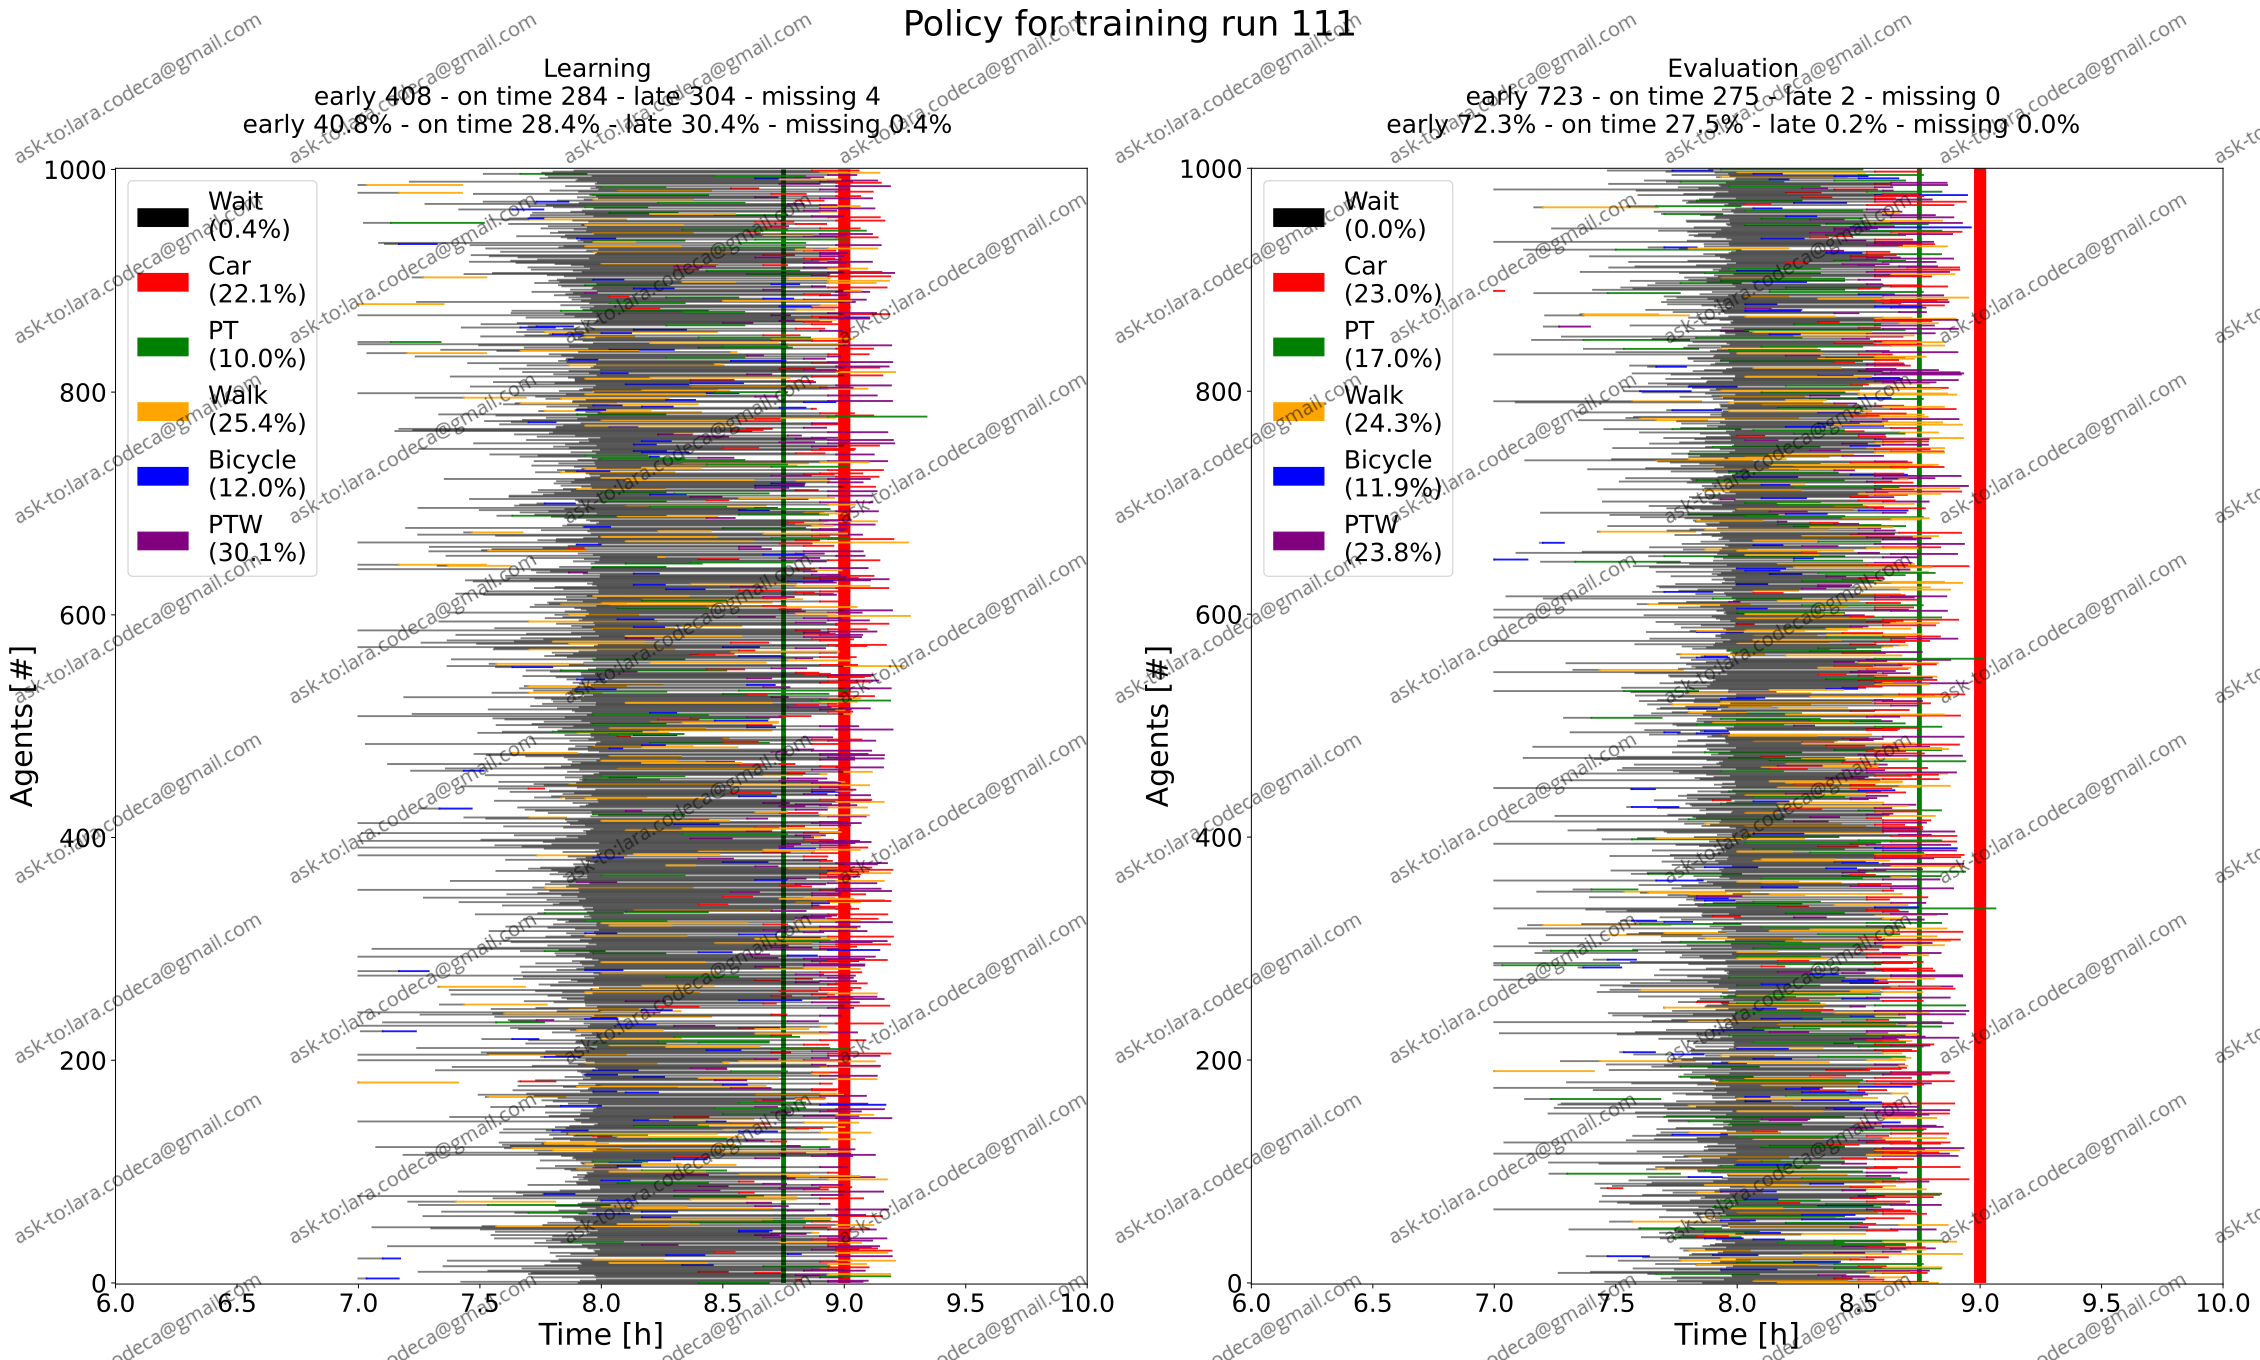 Policy for training run 111
Learning
early 408 - on time 284 - late 304 - missing 4
early 40.8% - on time 28.4% - late 30.4% - missing 0.4%
Evaluation
early 723 - on time 275 - late 2 - missing 0
early 72.3% - on time 27.5% - late 0.2% - missing 0.0%
Wait
(0.4%)
Car
(22.1%)
PT
(10.0%)
Walk
(25.4%)
Bicycle
(12.0%)
PTW
(30.1%)
1000
800
600
400
200
0
Agents [#]
6.0 6.5 7.0 7.5 8.0 8.5 9.0 9.5 10.0
Time [h]
Wait
(0.0%)
Car
(23.0%)
PT
(17.0%)
Walk
(24.3%)
Bicycle
(11.9%)
PTW
(23.8%)
1000
800
600
400
200
0
Agents [#]
6.0 6.5 7.0 7.5 8.0 8.5 9.0 9.5 10.0
Time [h]
ask-to:lara.codeca@gmail.com